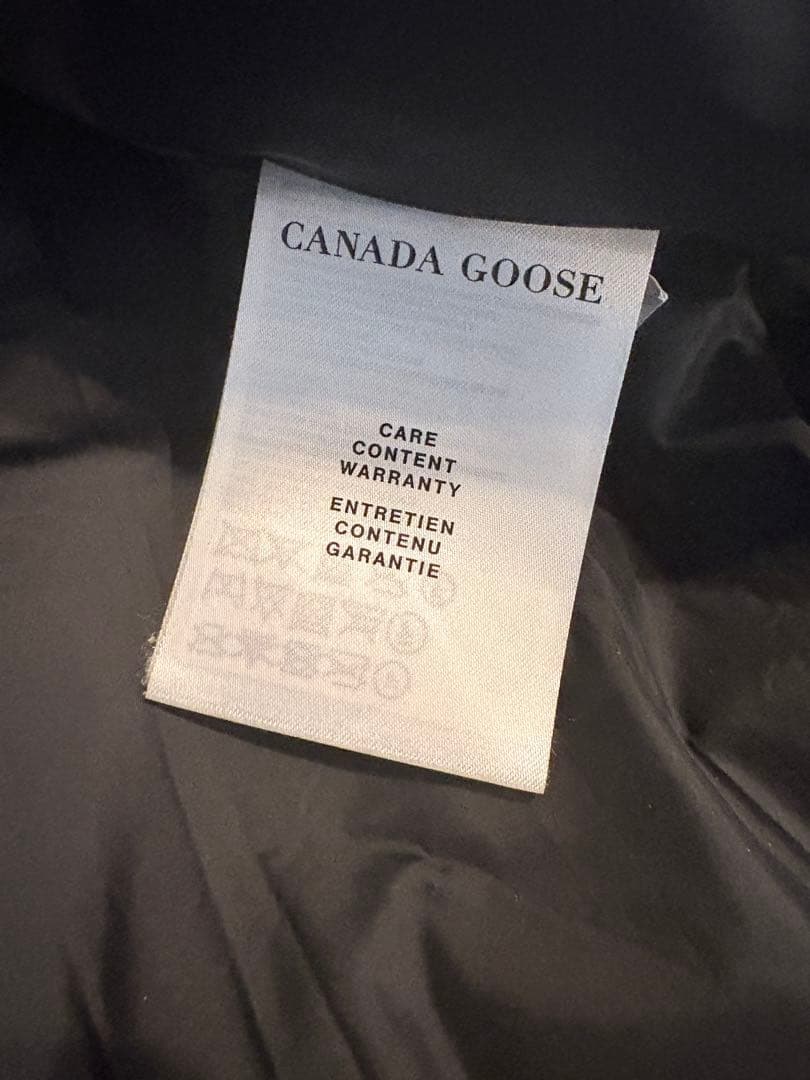 CANADA GOOSE
CARE
CONTENT
WARRANTY
ENTRETIEN
CONTENU
GARANTIE